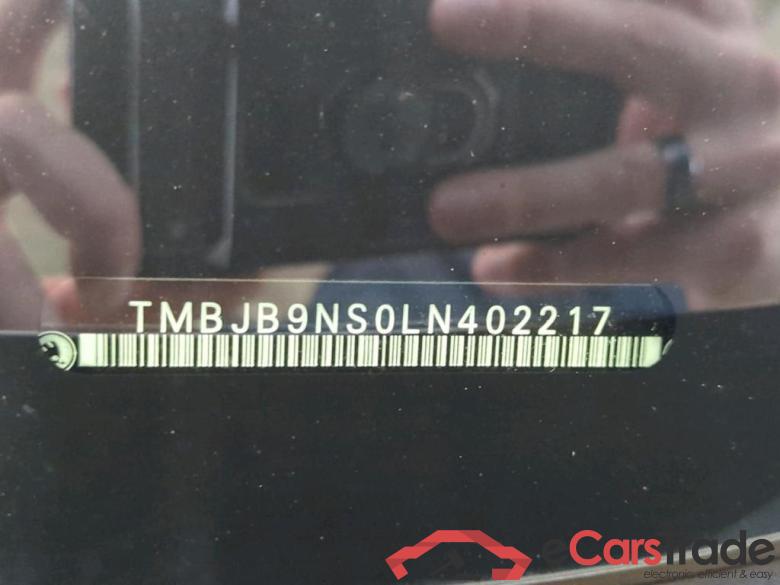 TMBJB9NS0LN402217
eCarsTrade
electronic, efficient & easy